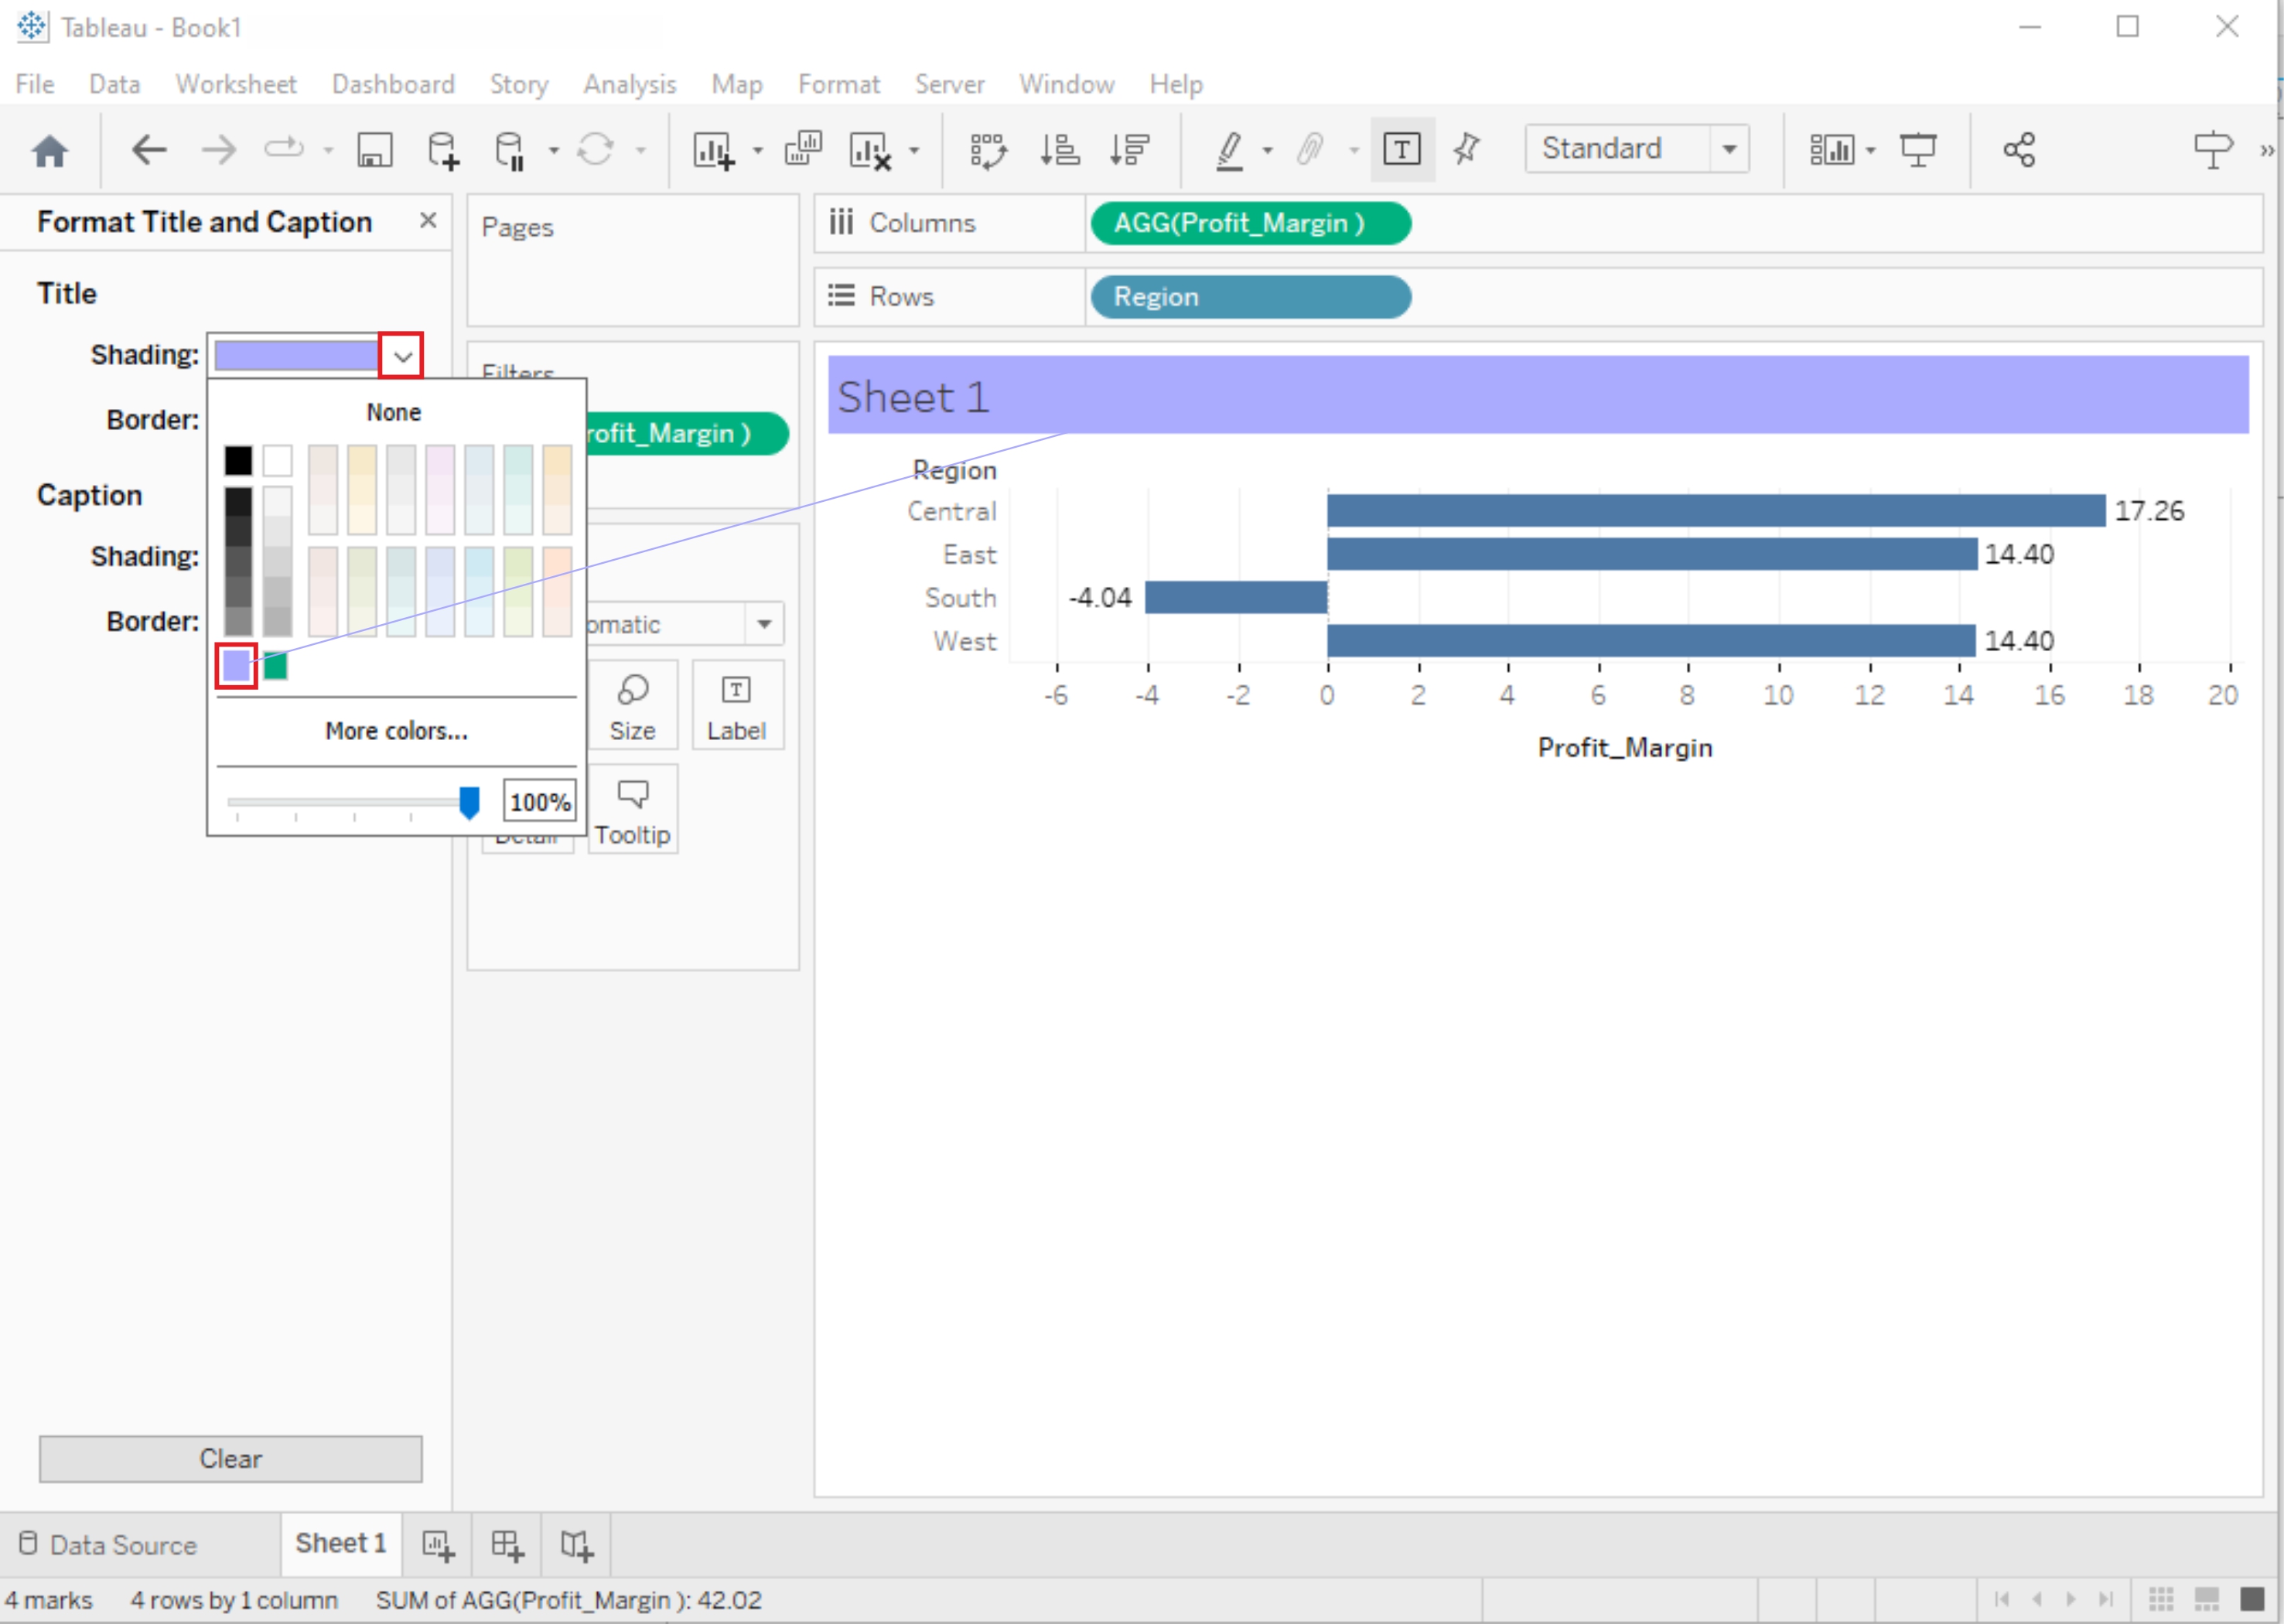 Tableau - Book1
File Data Worksheet Dashboard Story Analysis Map Format Server Window Help
Standard
Format Title and Caption
Title
Shading:
Border:
Caption
Shading:
Border:
None
More colors...
100%
Clear
Pages
Filters
rofit_Margin )
omatic
Size
Label
Detail
Tooltip
Columns
AGG(Profit_Margin )
Rows
Region
Sheet 1
Region
Central 17.26
East 14.40
South -4.04
West 14.40
-6 -4 -2 0 2 4 6 8 10 12 14 16 18 20
Profit_Margin
Data Source
Sheet 1
4 marks 4 rows by 1 column SUM of AGG(Profit_Margin ): 42.02